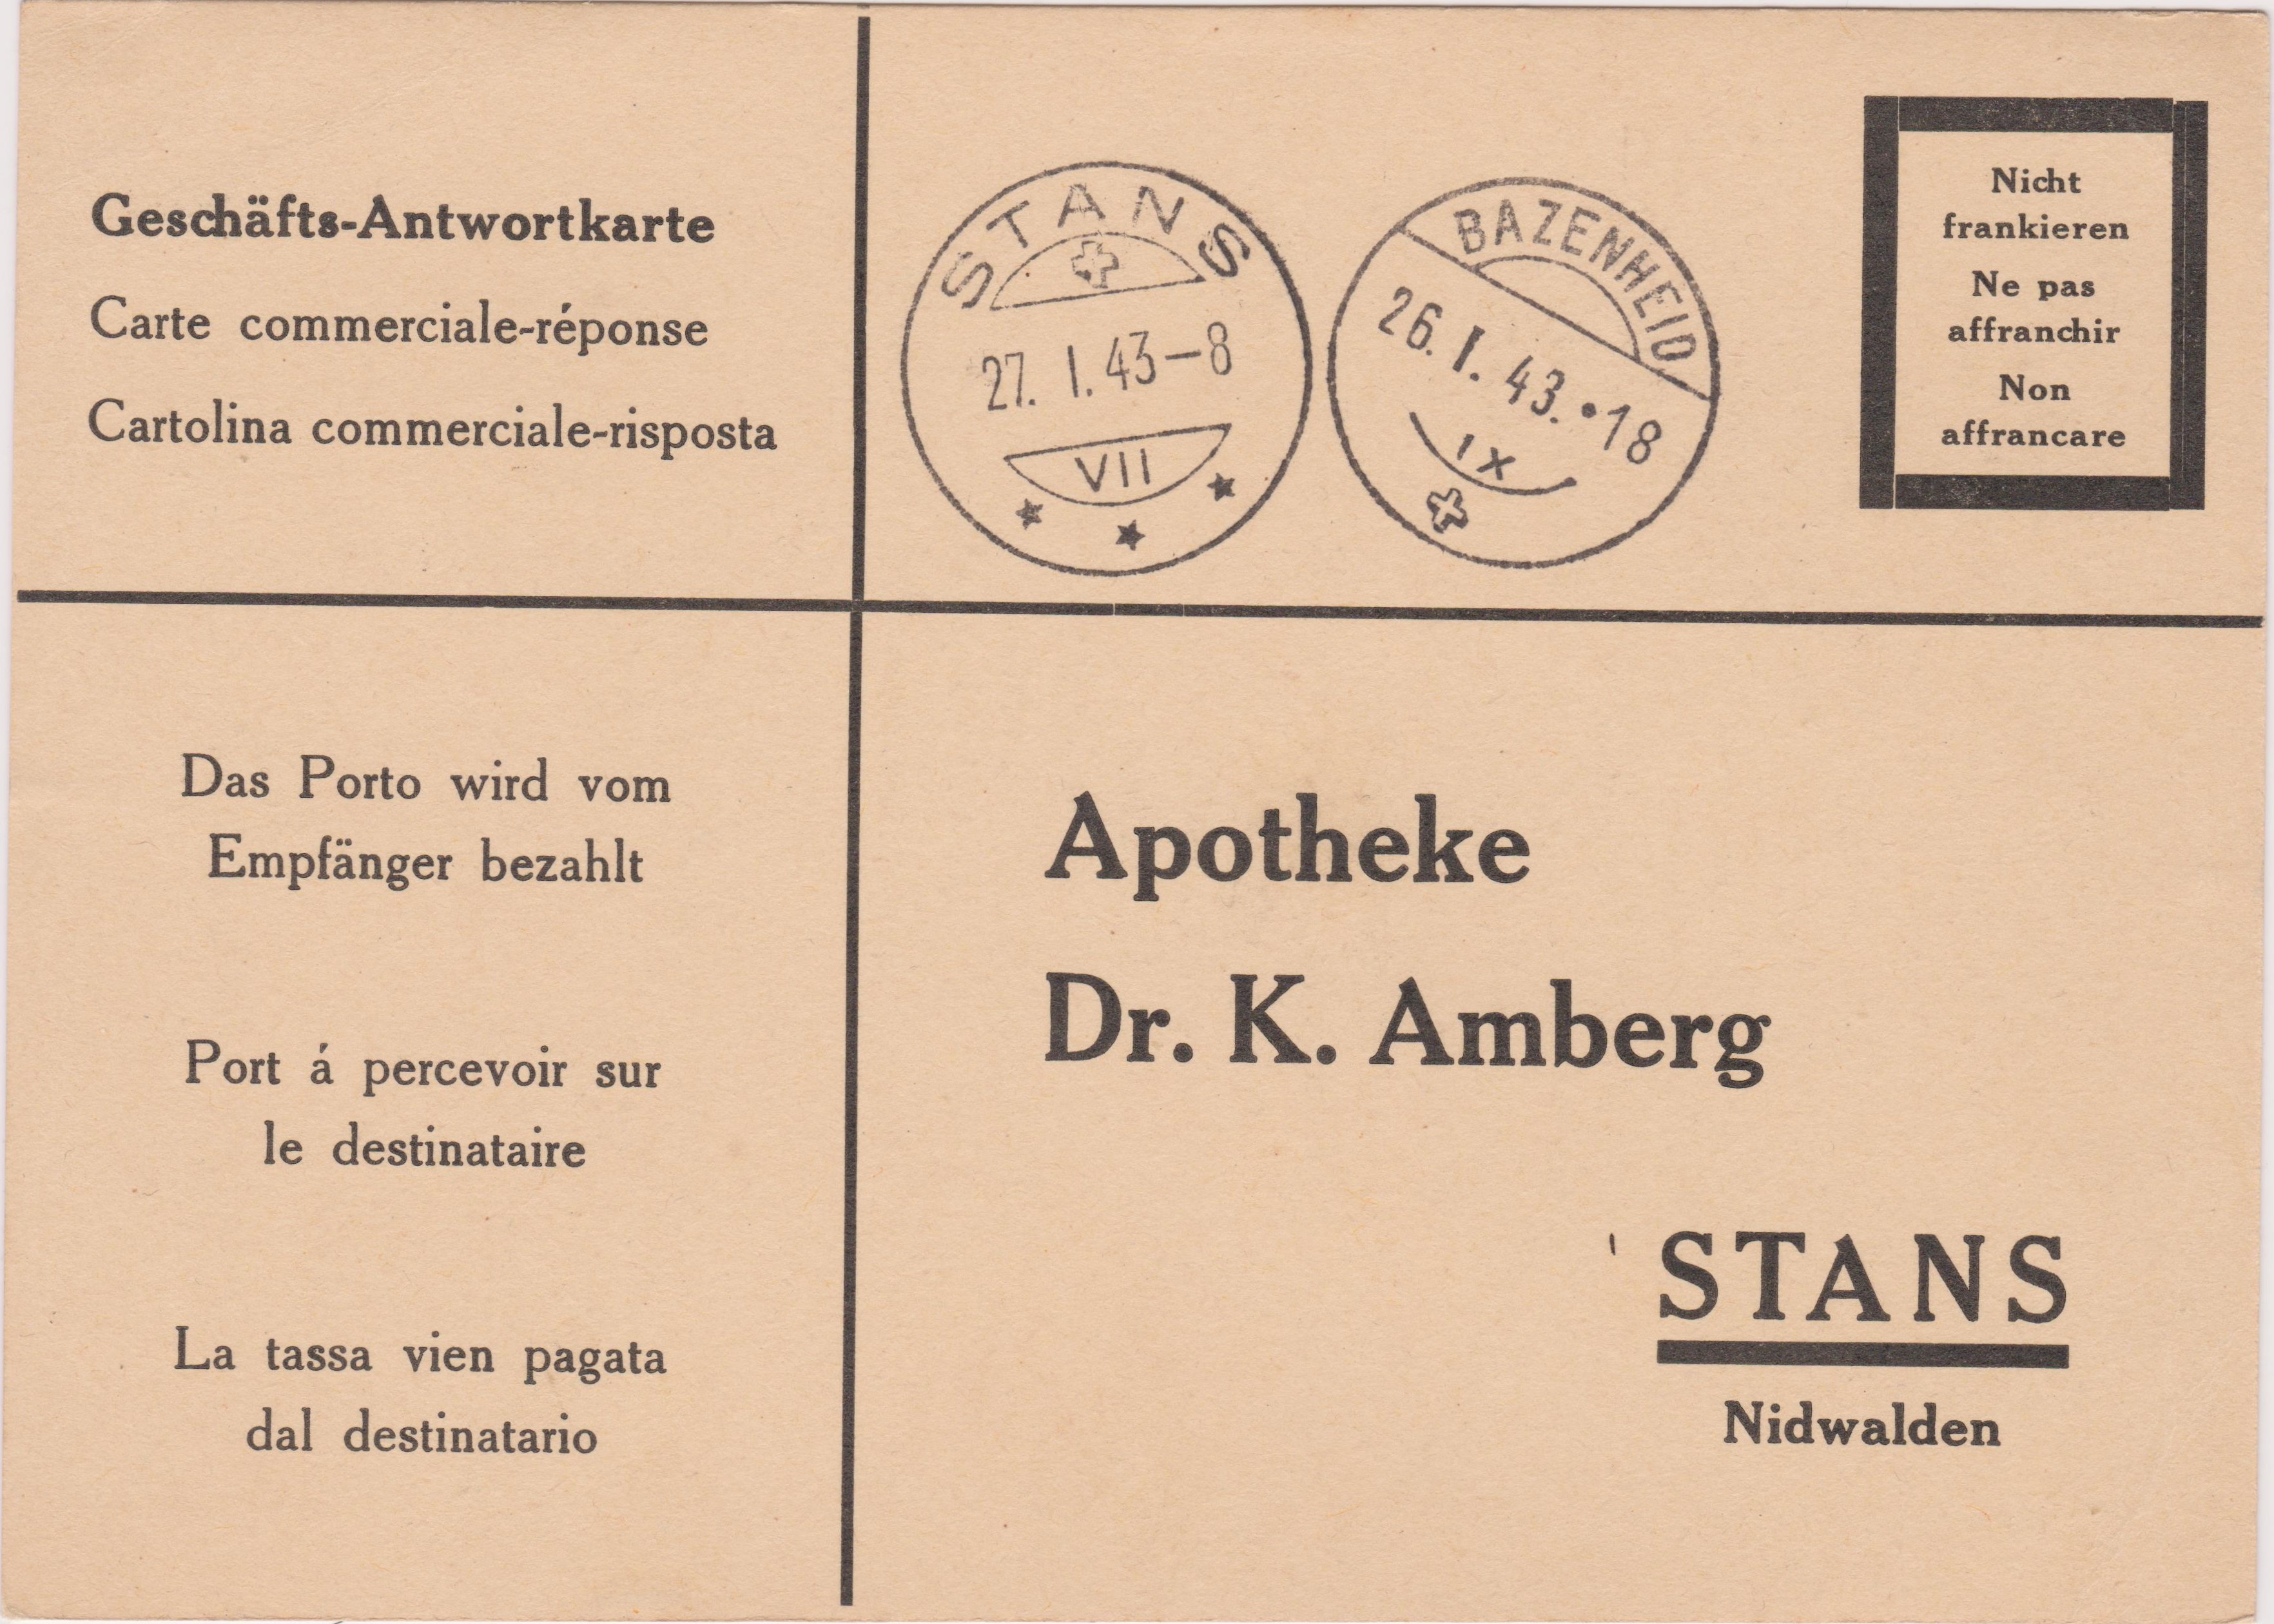 Geschäfts-Antwortkarte
Carte commerciale-réponse
Cartolina commerciale-risposta
STANS
27. I. 43-8
VII
BAZENHEID
26. I. 43.•18
IX
Nicht
frankieren
Ne pas
affranchir
Non
affrancare
Das Porto wird vom
Empfänger bezahlt
Port á percevoir sur
le destinataire
La tassa vien pagata
dal destinatario
Apotheke
Dr. K. Amberg
STANS
Nidwalden